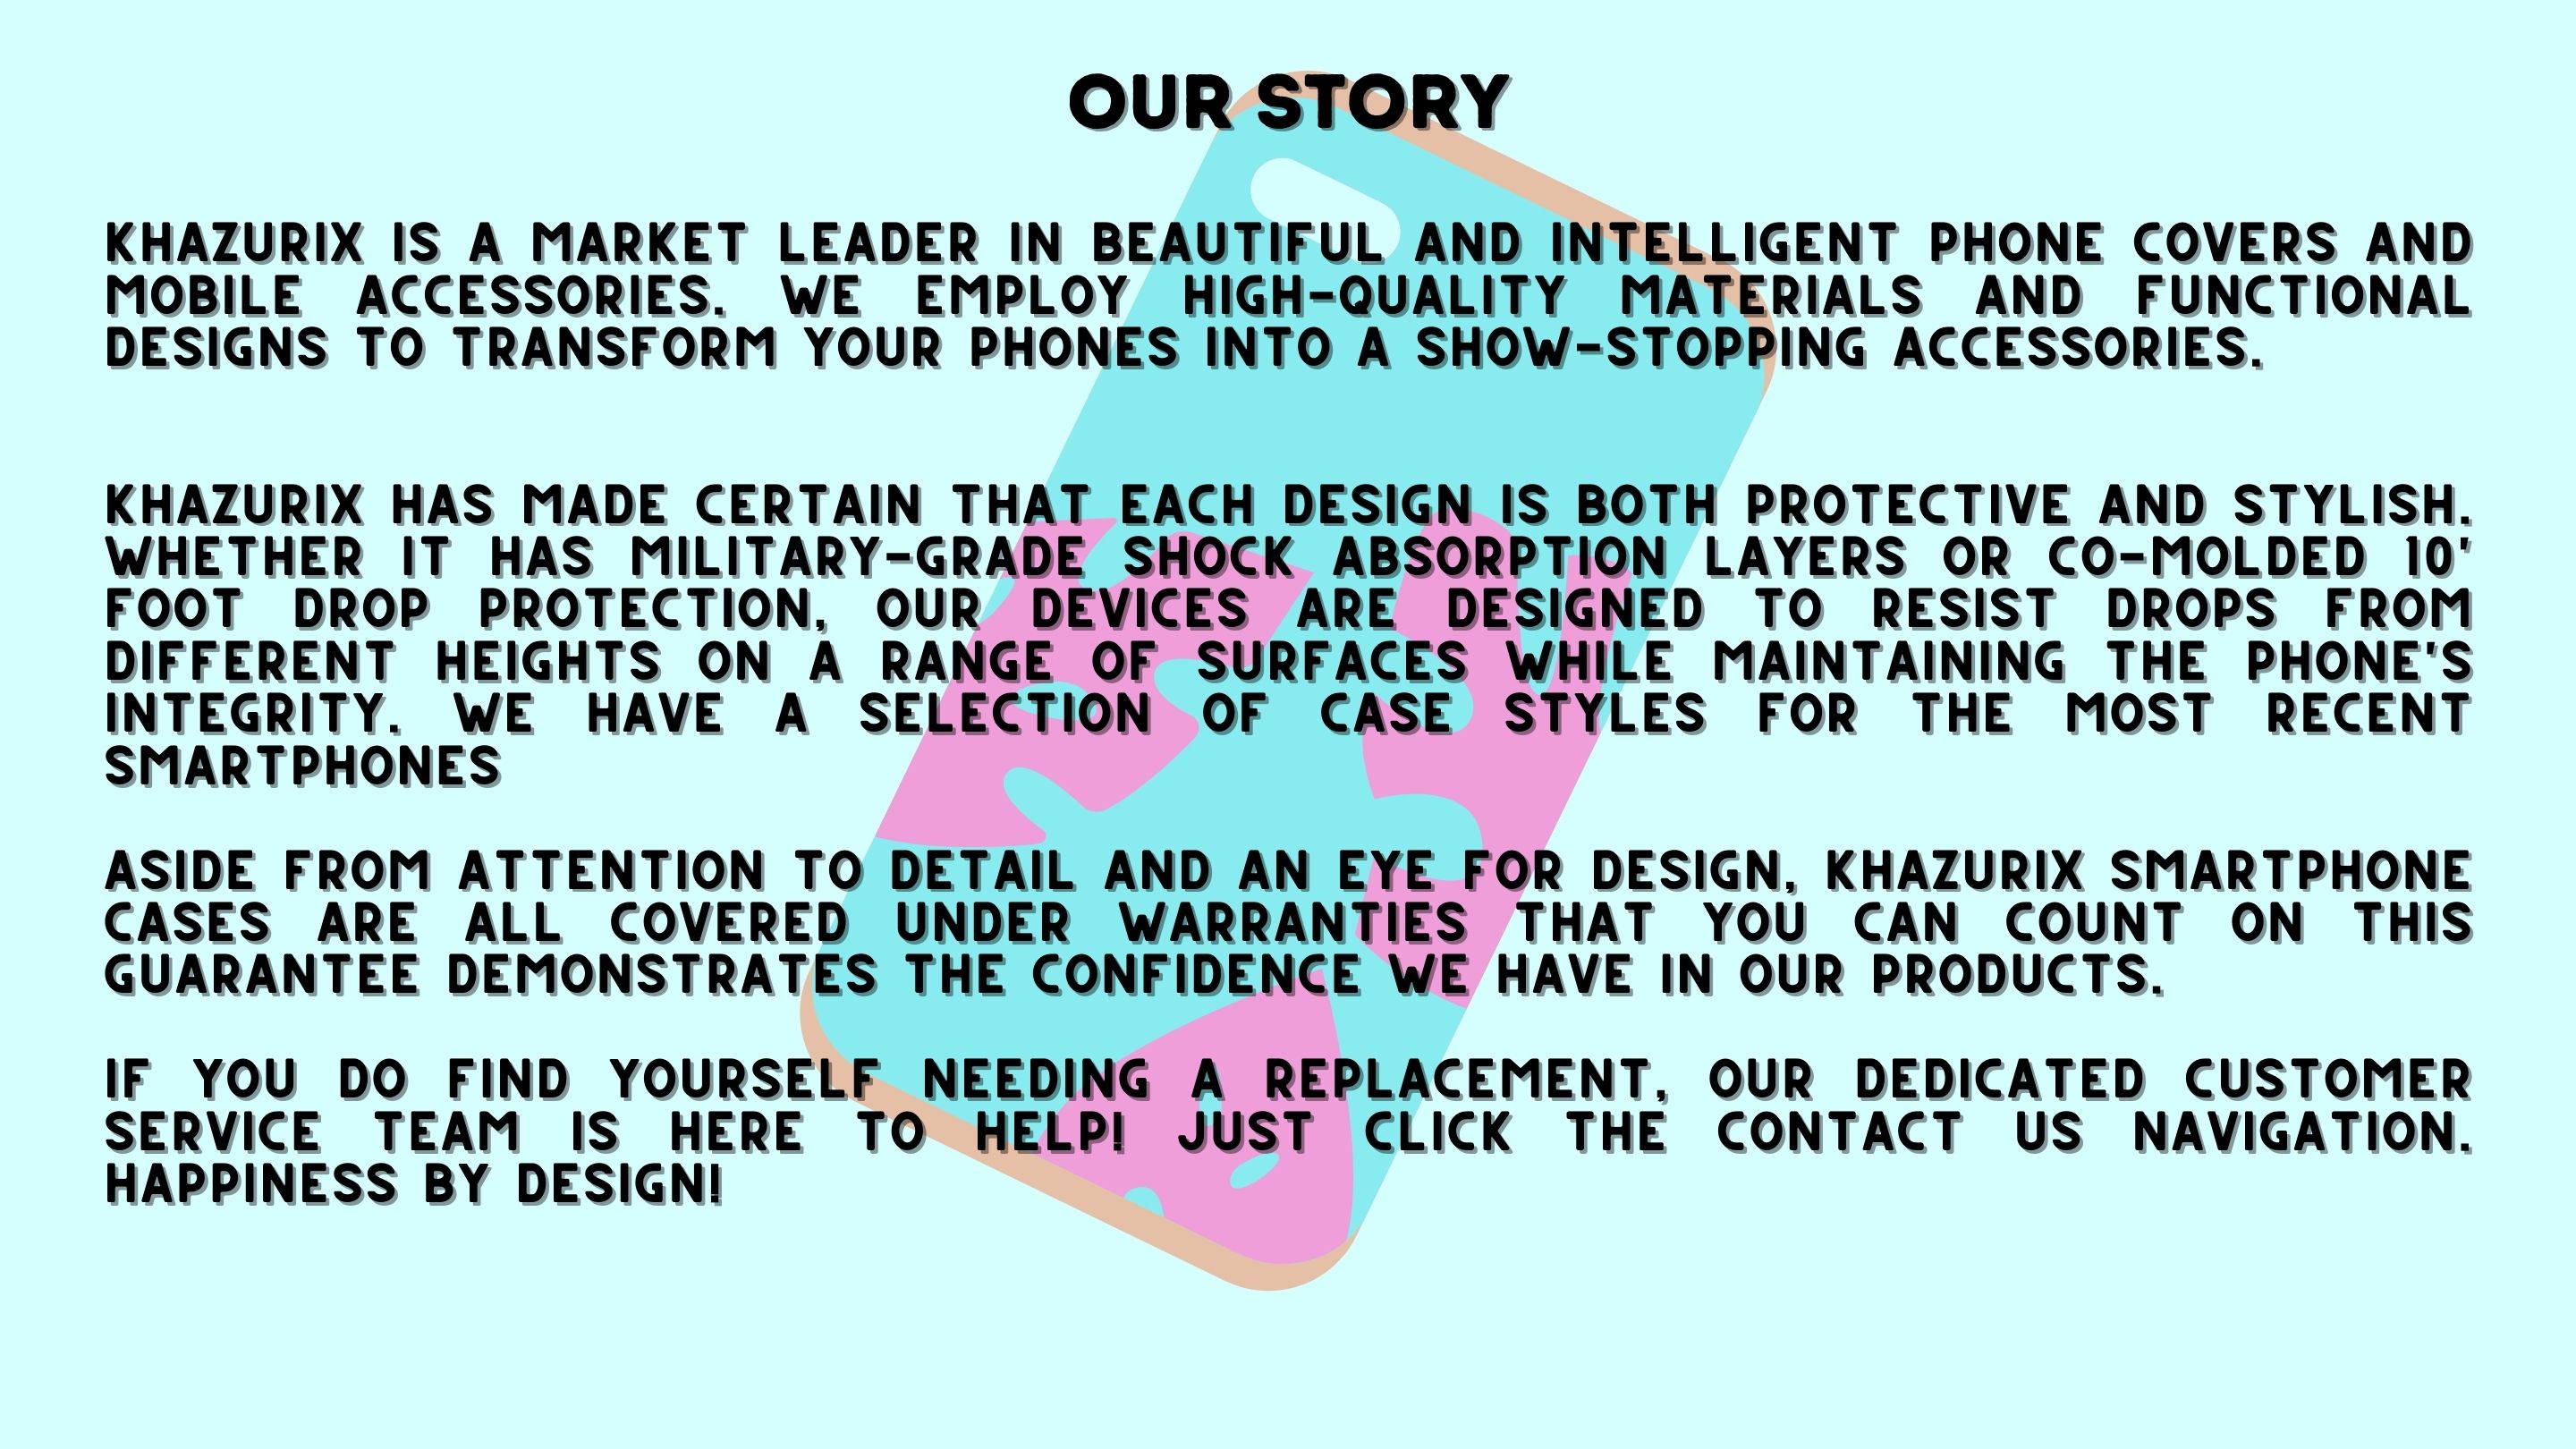 OUR STORY
KHAZURIX IS A MARKET LEADER IN BEAUTIFUL AND INTELLIGENT PHONE COVERS AND
MOBILE ACCESSORIES. WE EMPLOY HIGH-QUALITY MATERIALS AND FUNCTIONAL
DESIGNS TO TRANSFORM YOUR PHONES INTO A SHOW-STOPPING ACCESSORIES.
KHAZURIX HAS MADE CERTAIN THAT EACH DESIGN IS BOTH PROTECTIVE AND STYLISH.
WHETHER IT HAS MILITARY-GRADE SHOCK ABSORPTION LAYERS OR CO-MOLDED 10'
FOOT DROP PROTECTION, OUR DEVICES ARE DESIGNED TO RESIST DROPS FROM
DIFFERENT HEIGHTS ON A RANGE OF SURFACES WHILE MAINTAINING THE PHONE'S
INTEGRITY. WE HAVE A SELECTION OF CASE STYLES FOR THE MOST RECENT
SMARTPHONES
ASIDE FROM ATTENTION TO DETAIL AND AN EYE FOR DESIGN, KHAZURIX SMARTPHONE
CASES ARE ALL COVERED UNDER WARRANTIES THAT YOU CAN COUNT ON THIS
GUARANTEE DEMONSTRATES THE CONFIDENCE WE HAVE IN OUR PRODUCTS.
IF YOU DO FIND YOURSELF NEEDING A REPLACEMENT, OUR DEDICATED CUSTOMER
SERVICE TEAM IS HERE TO HELP! JUST CLICK THE CONTACT US NAVIGATION.
HAPPINESS BY DESIGN!